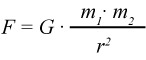 F = G · m₁ · m₂ / r²